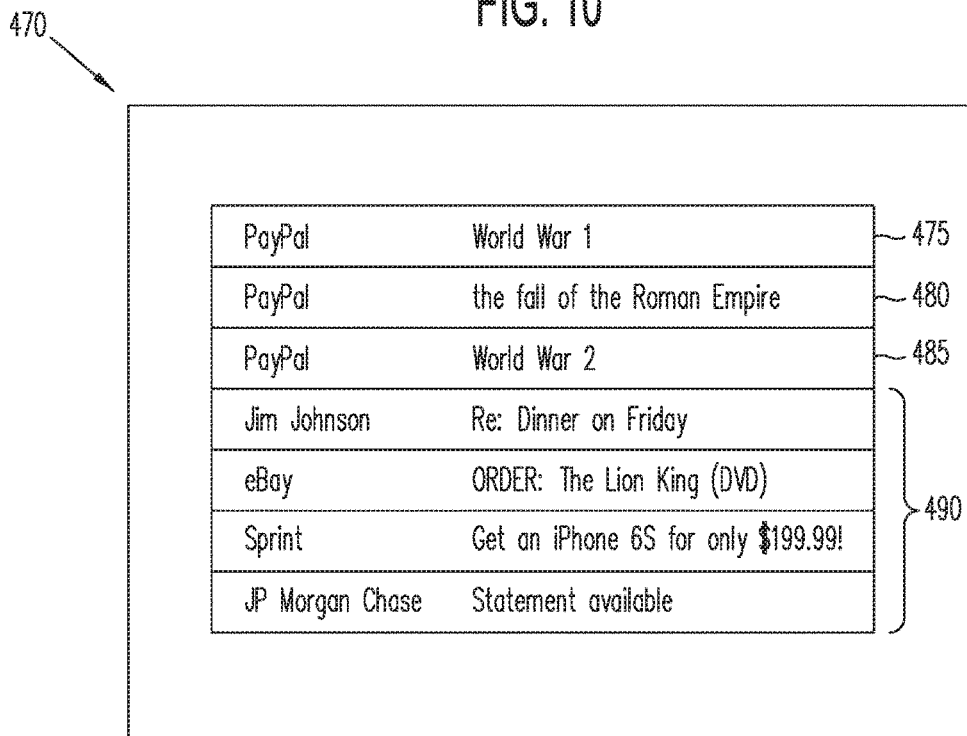 FIG. 10
470
PayPal World War 1 475
PayPal the fall of the Roman Empire 480
PayPal World War 2 485
Jim Johnson Re: Dinner on Friday
eBay ORDER: The Lion King (DVD)
490
Sprint Get an iPhone 6S for only $199.99!
JP Morgan Chase Statement available